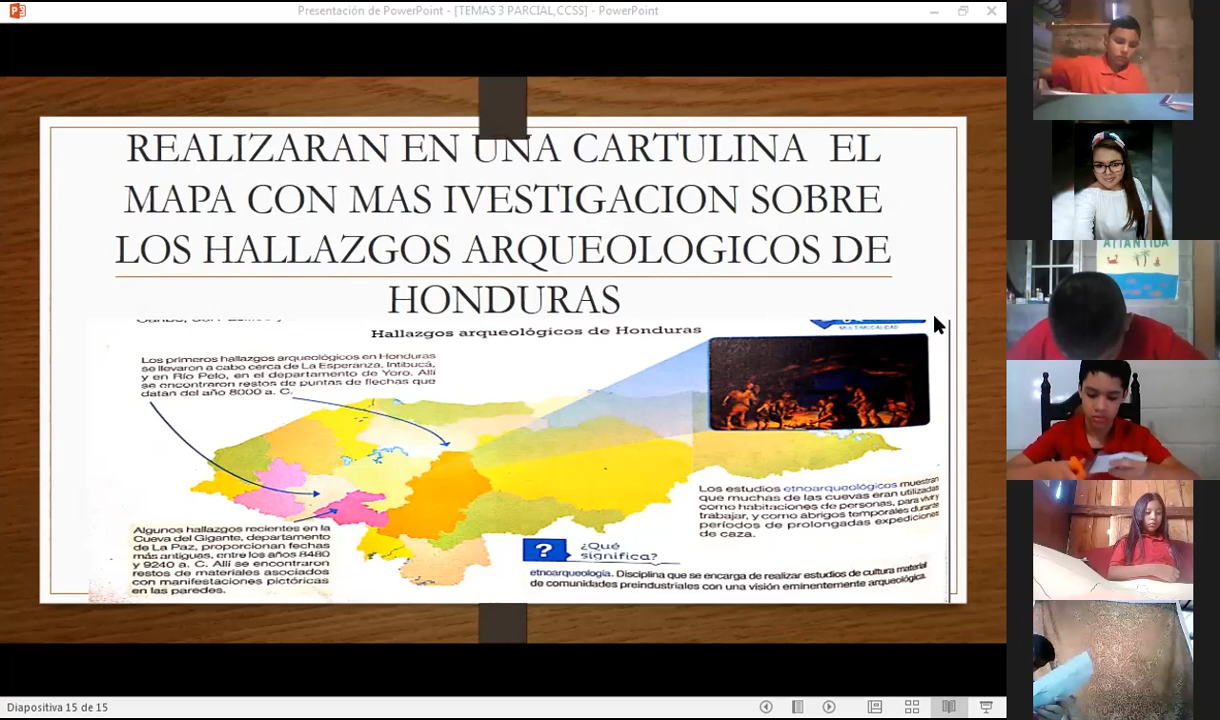 Presentación de PowerPoint - [TEMAS 3 PARCIAL,CCSS] - PowerPoint
REALIZARAN EN UNA CARTULINA EL
MAPA CON MAS IVESTIGACION SOBRE
LOS HALLAZGOS ARQUEOLOGICOS DE
HONDURAS
Hallazgos arqueológicos de Honduras
Los primeros hallazgos arqueológicos en Honduras
se llevaron a cabo cerca de La Esperanza, Intibucá,
y en Río Pelo, en el departamento de Yoro. Allí
se encontraron restos de puntas de flechas que
datan del año 8000 a. C.
Los estudios etnoarqueológicos muestran
que muchas de las cuevas eran utilizadas
como habitaciones de personas, para vivir y
trabajar, y como abrigos temporales durante
períodos de prolongadas expediciones
de caza.
Algunos hallazgos recientes en la
Cueva del Gigante, departamento
de La Paz, proporcionan fechas
más antiguas, entre los años 8480
y 9240 a. C. Allí se encontraron
restos de materiales asociados
con manifestaciones pictóricas
en las paredes.
? ¿Qué
significa?
etnoarqueología. Disciplina que se encarga de realizar estudios de cultura material
de comunidades preindustriales con una visión eminentemente arqueológica.
Diapositiva 15 de 15
ATLANTIDA